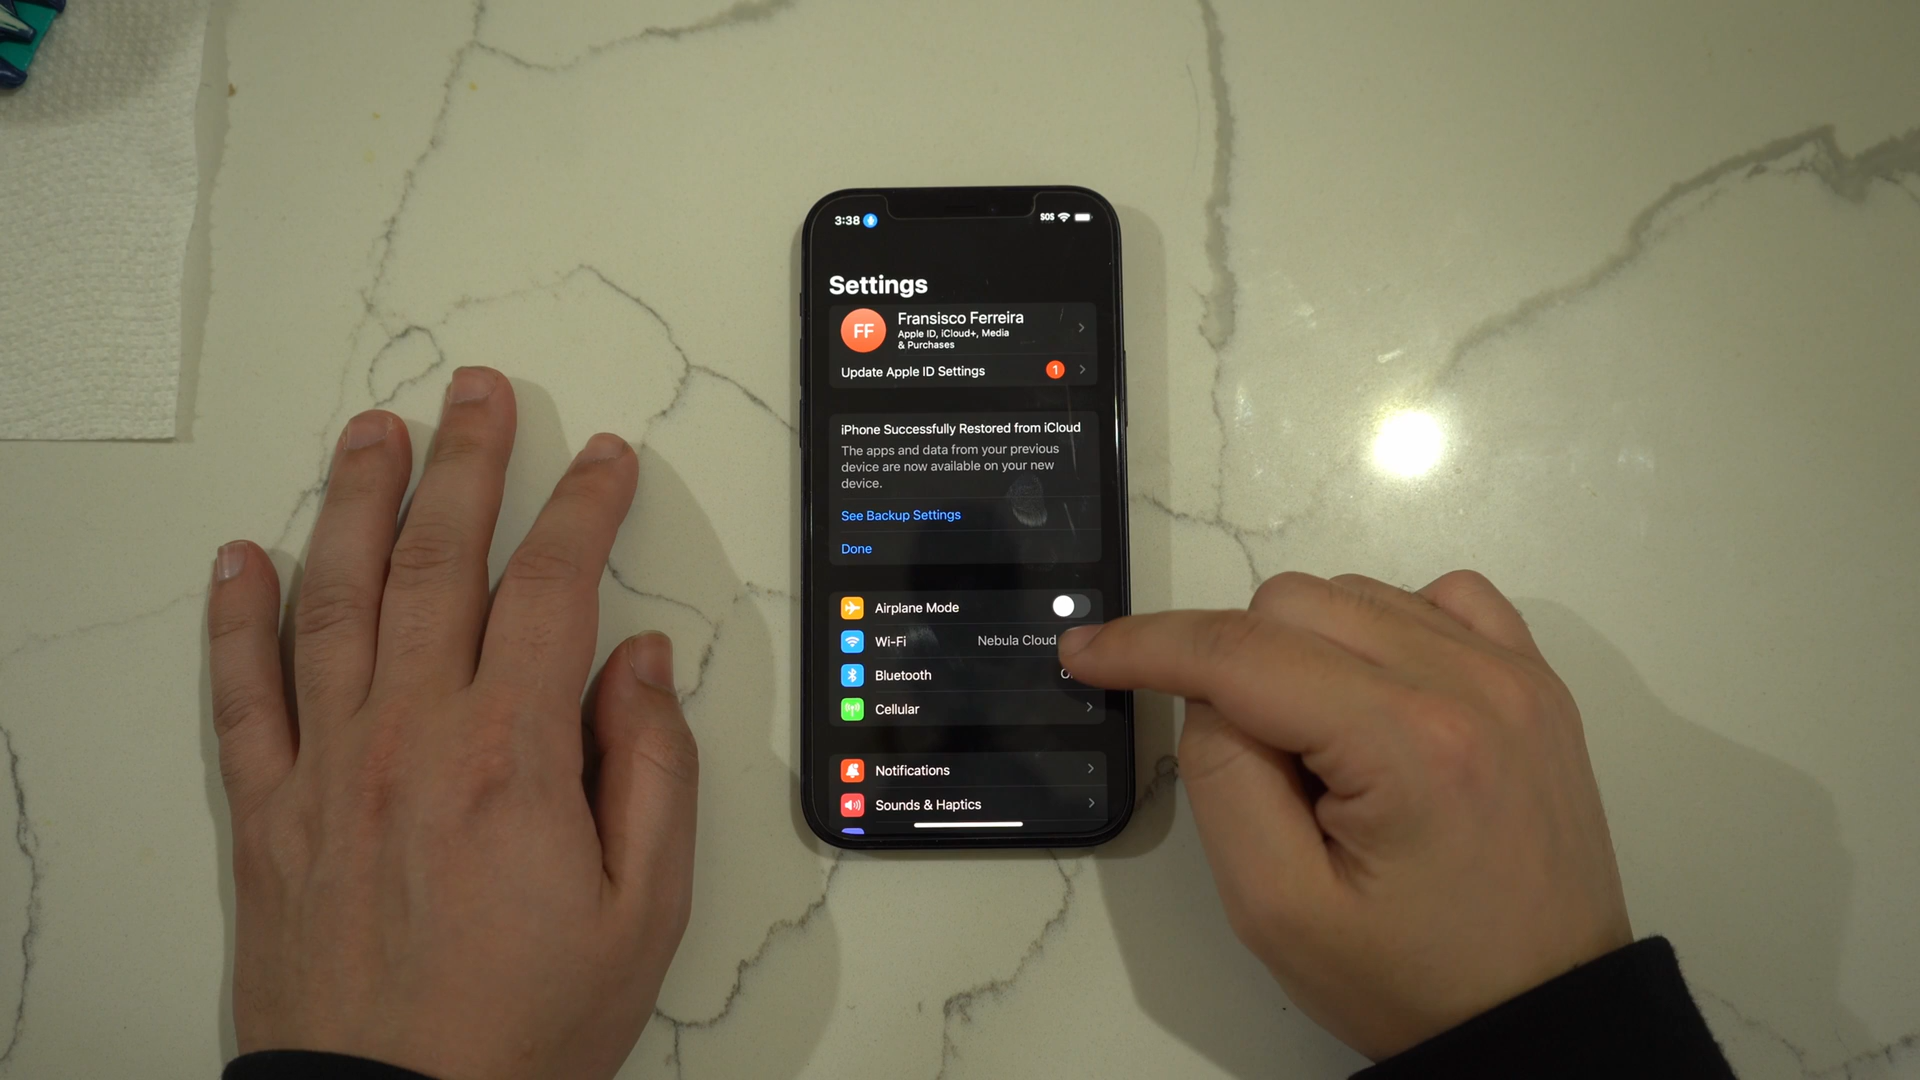 3:38
SOS
Settings
FF
Fransisco Ferreira
Apple ID, iCloud+, Media
& Purchases
Update Apple ID Settings 1
iPhone Successfully Restored from iCloud
The apps and data from your previous
device are now available on your new
device.
See Backup Settings
Done
Airplane Mode
Wi-Fi Nebula Cloud
Bluetooth
Cellular
Notifications
Sounds & Haptics